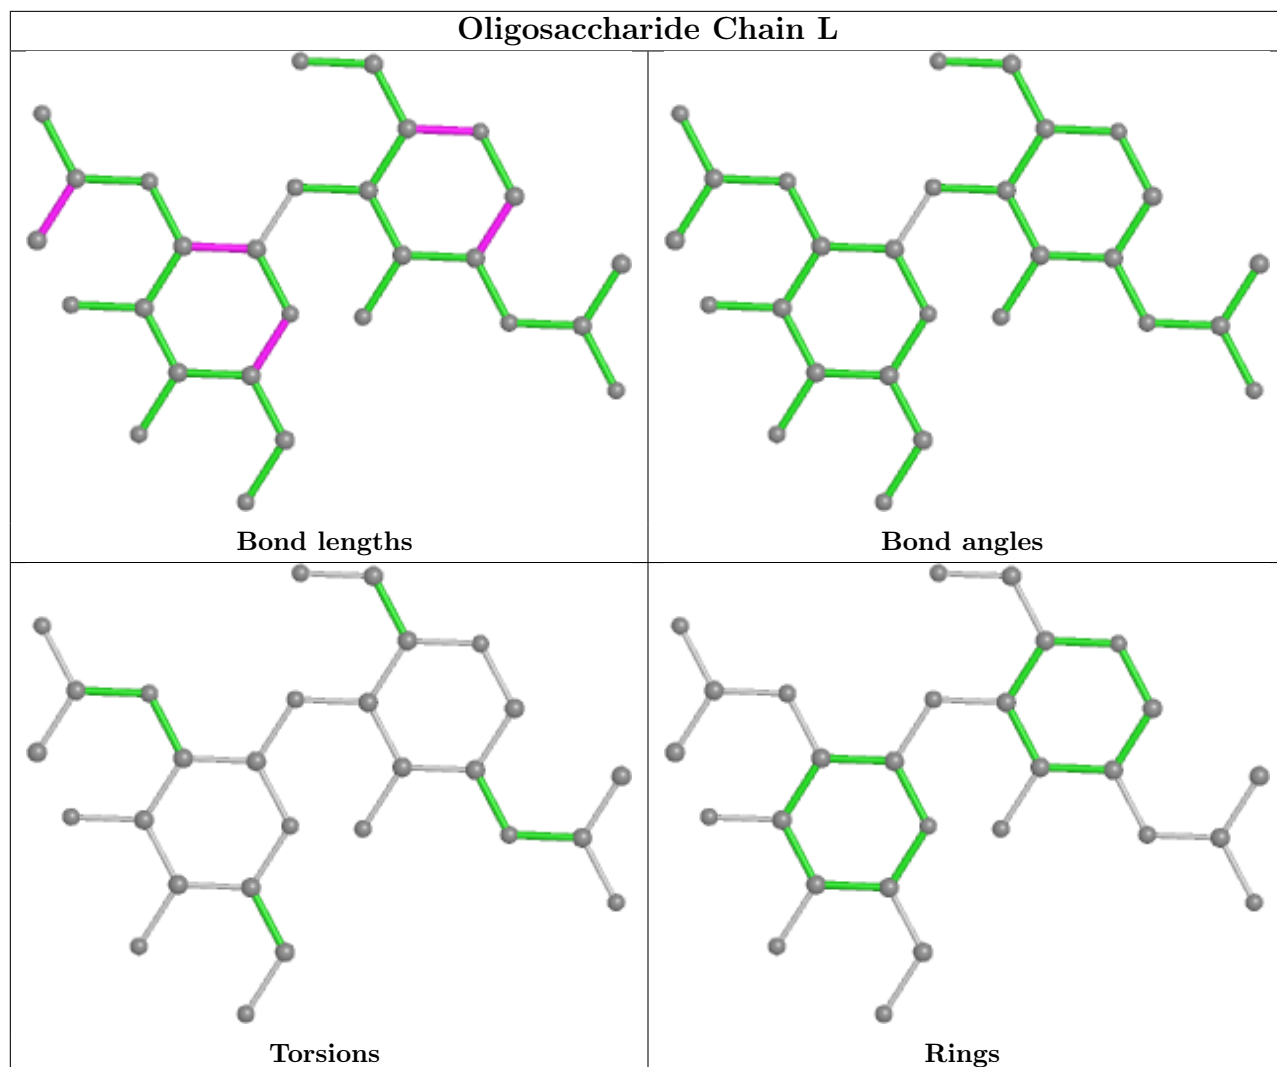 Oligosaccharide Chain L
Bond lengths
Bond angles
Torsions
Rings